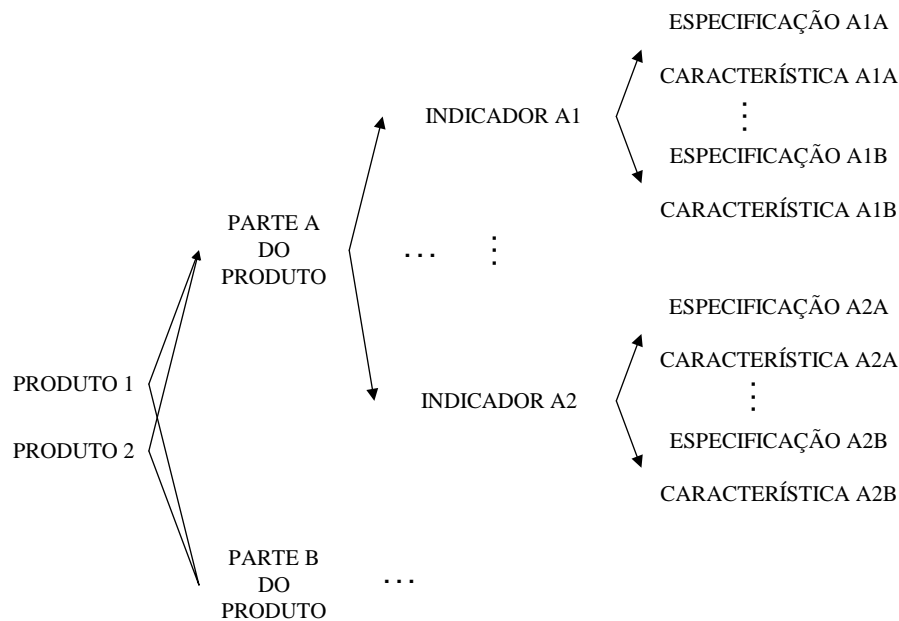 ESPECIFICAÇÃO A1A
CARACTERÍSTICA A1A
INDICADOR A1
ESPECIFICAÇÃO A1B
CARACTERÍSTICA A1B
PARTE A
DO
PRODUTO
...
ESPECIFICAÇÃO A2A
CARACTERÍSTICA A2A
PRODUTO 1
INDICADOR A2
PRODUTO 2
ESPECIFICAÇÃO A2B
CARACTERÍSTICA A2B
PARTE B
DO
PRODUTO
...